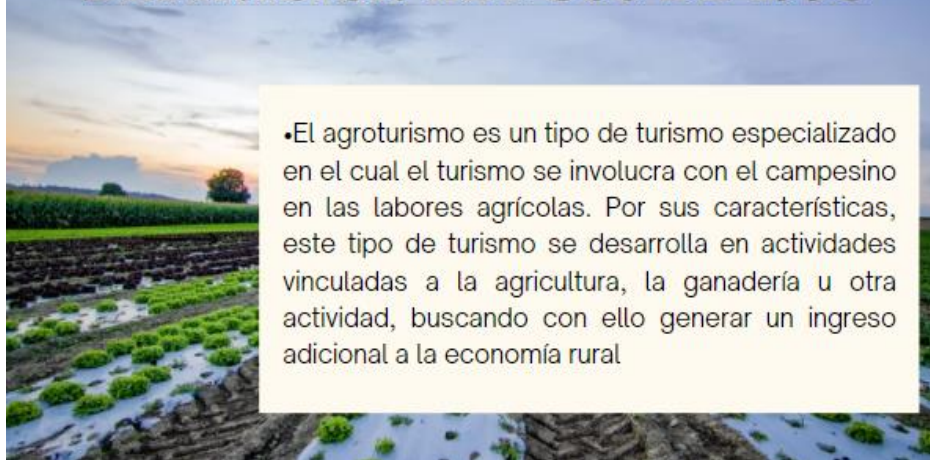 •El agroturismo es un tipo de turismo especializado
en el cual el turismo se involucra con el campesino
en las labores agrícolas. Por sus características,
este tipo de turismo se desarrolla en actividades
vinculadas a la agricultura, la ganadería u otra
actividad, buscando con ello generar un ingreso
adicional a la economía rural